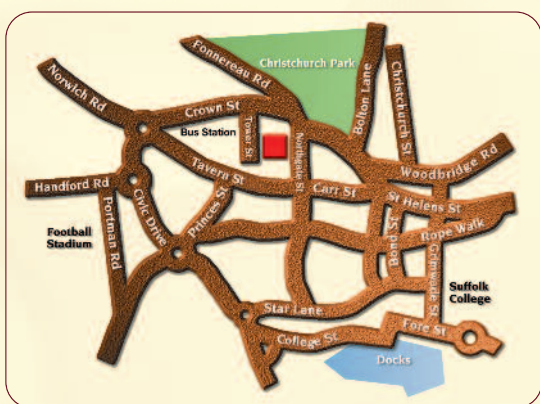 Fonnereau Rd
Christchurch Park
Norwich Rd
Bolton Lane
Christchurch St
Crown St
Bus Station
Tower St
Northgate St
Woodbridge Rd
Tavern St
Handford Rd
Carr St
St Helens St
Civic Drive
Princes St
Portman Rd
Football
Stadium
Bond St
Rope Walk
Grimwade St
Suffolk
College
Star Lane
College St
Fore St
Docks